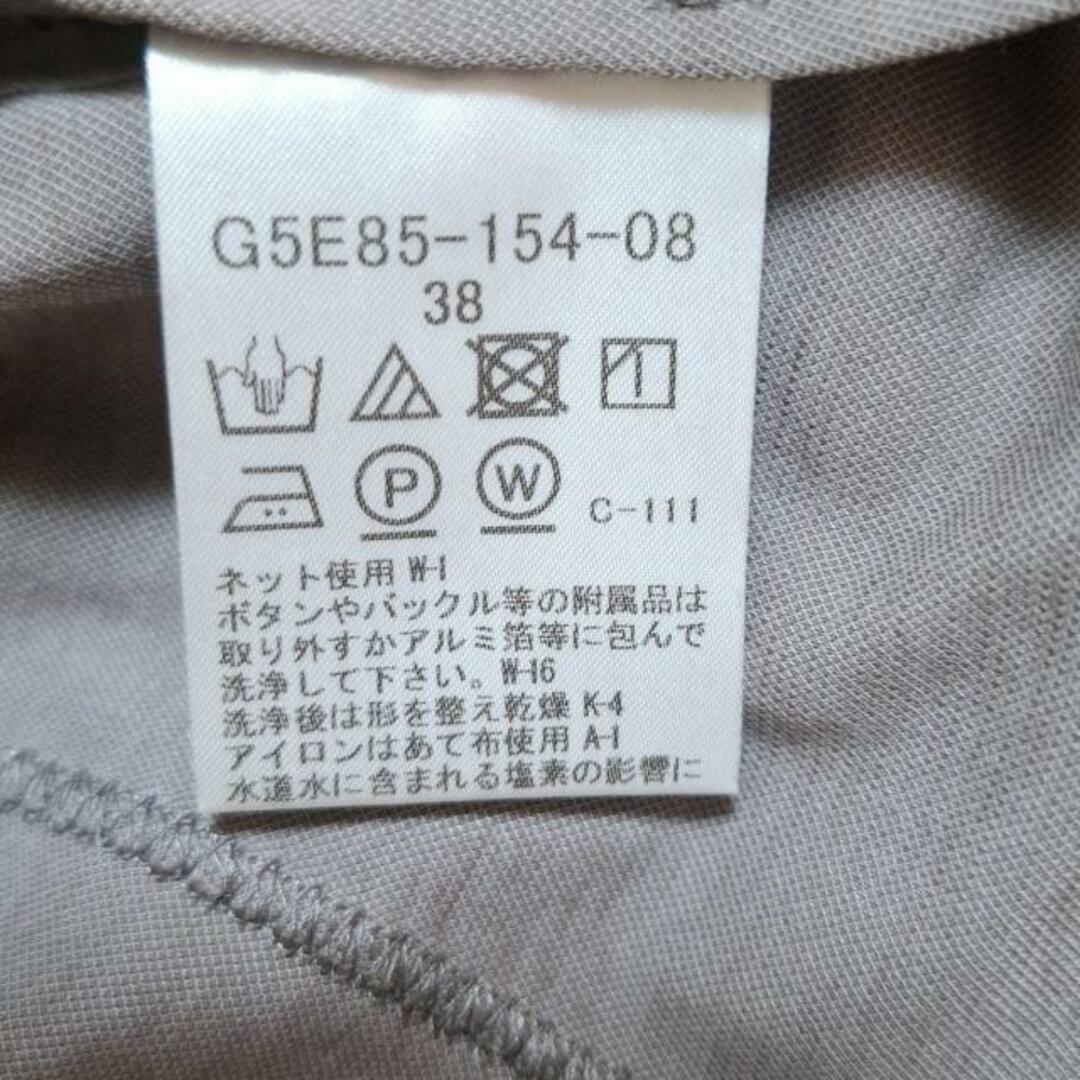 G5E85-154-08
38
P W C-111
ネット使用 W-1
ボタンやバックル等の附属品は
取り外すかアルミ箔等に包んで
洗浄して下さい。W-16
洗浄後は形を整え乾燥 K-4
アイロンはあて布使用 A-1
水道水に含まれる塩素の影響に